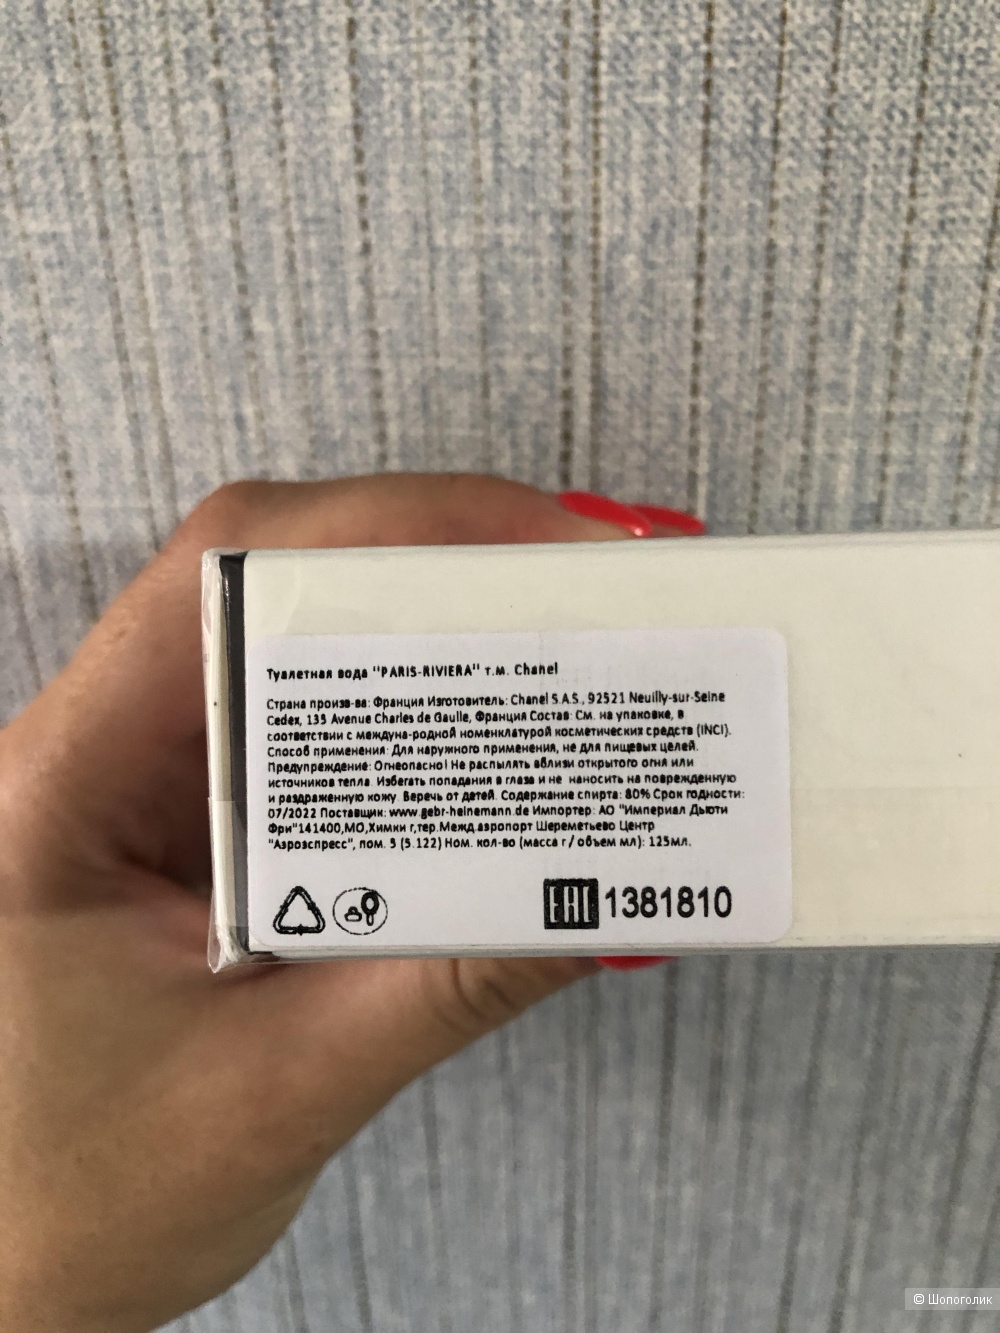 Туалетная вода "PARIS-RIVIERA" т.м. Chanel
Страна произв-ва: Франция Изготовитель: Chanel S.A.S., 92521 Neuilly-sur-Seine
Cedex, 135 Avenue Charles de Gaulle, Франция Состав: См. на упаковке, в
соответствии с междуна-родной номенклатурой косметических средств (INCI).
Способ применения: Для наружного применения, не для пищевых целей.
Предупреждение: Огнеопасно! Не распылять вблизи открытого огня или
источников тепла. Избегать попадания в глаза и не наносить на поврежденную
и раздраженную кожу. Беречь от детей. Содержание спирта: 80% Срок годности:
07/2022 Поставщик: www.gebr-heinemann.de Импортер: АО "Империал Дьюти
Фри"141400,МО,Химки г,тер.Межд.аэропорт Шереметьево Центр
"Аэроэспресс", пом. 5 (5.122) Ном. кол-во (масса г / объем мл): 125мл.
EAC 1381810
© Шопоголик